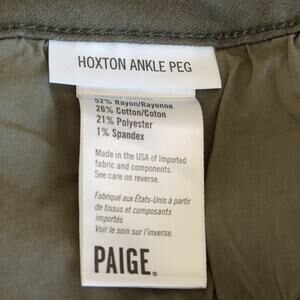 HOXTON ANKLE PEG
52% Rayon/Rayonne
26% Cotton/Coton
21% Polyester
1% Spandex
Made in the USA of Imported
fabric and components.
See care on reverse.
Fabriqué aux États-Unis à partir
de tissus et composants
importés
Voir le soin sur l'inverse.
PAIGE®